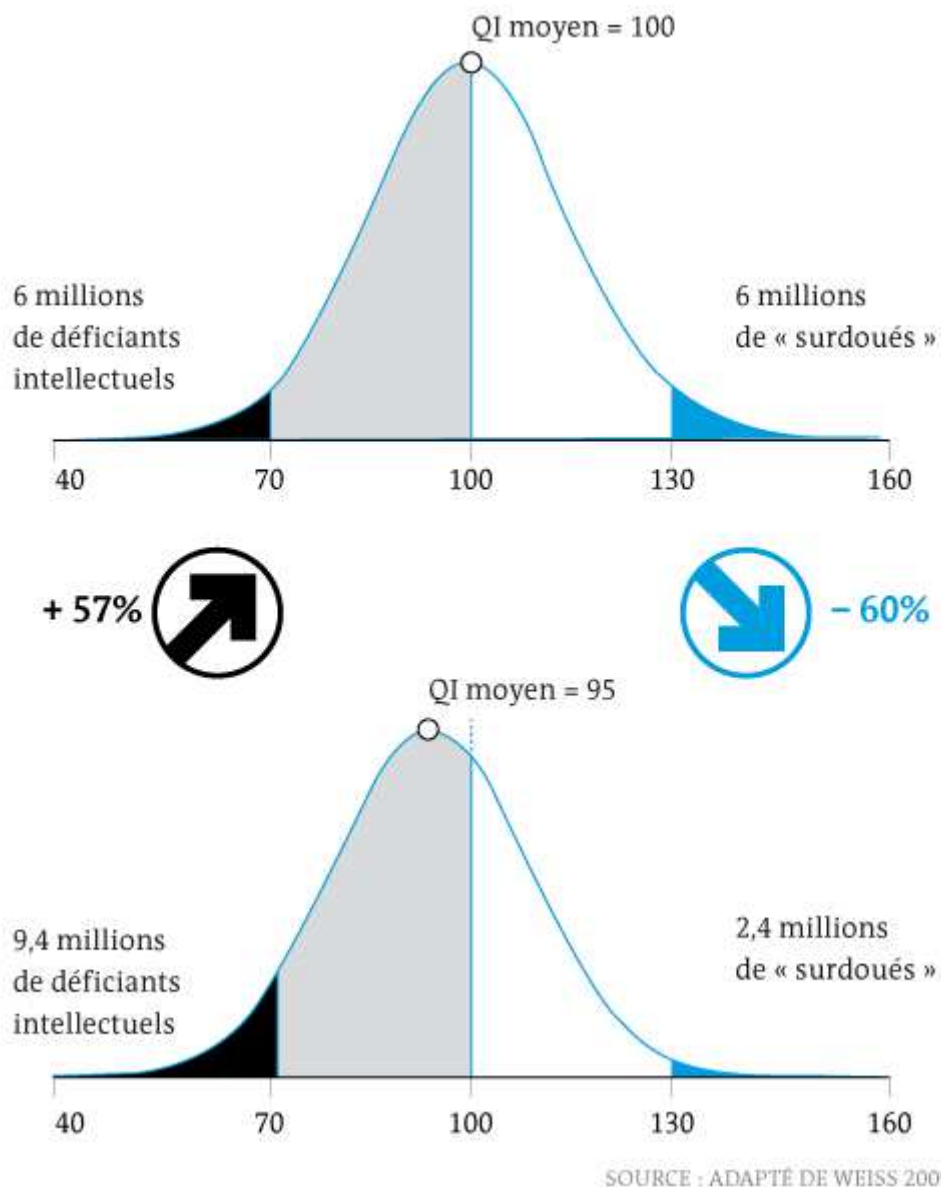 QI moyen = 100
6 millions
de déficiants
intellectuels
6 millions
de « surdoués »
40 70 100 130 160
+ 57%
– 60%
QI moyen = 95
9,4 millions
de déficiants
intellectuels
2,4 millions
de « surdoués »
40 70 100 130 160
SOURCE : ADAPTÉ DE WEISS 200